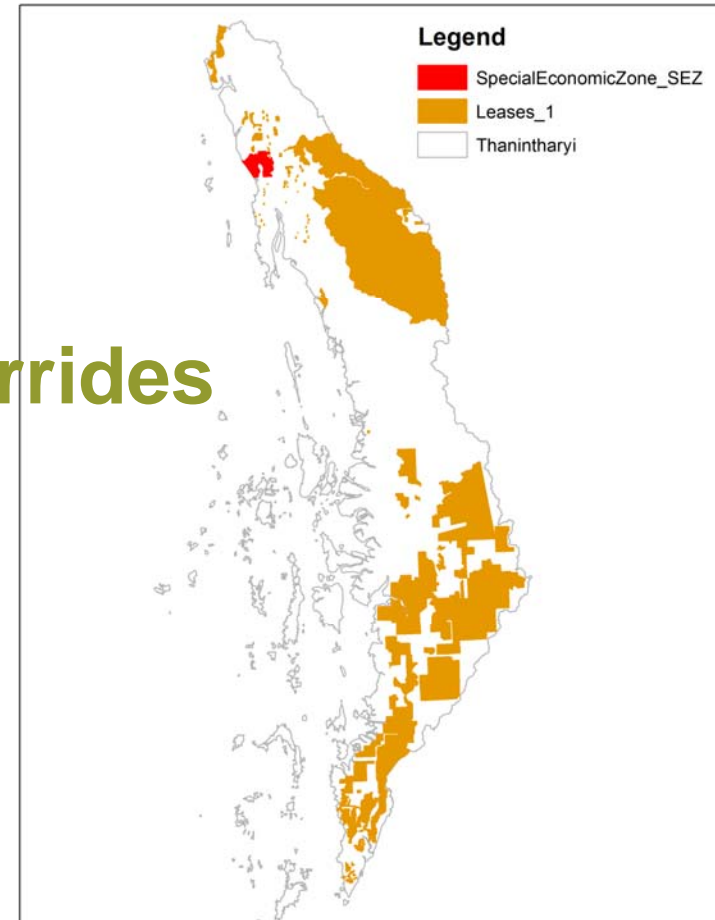 Legend
SpecialEconomicZone_SEZ
Leases_1
Thanintharyi
rrides